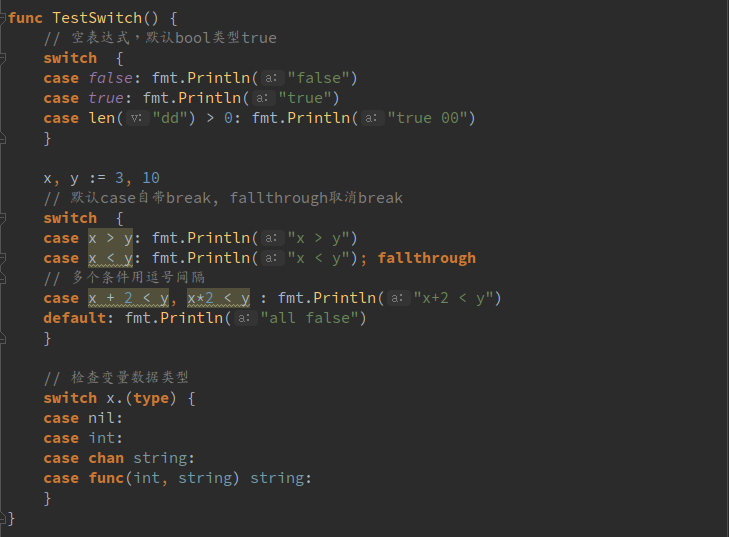 func TestSwitch() {
    // 空表达式，默认bool类型true
    switch  {
    case false: fmt.Println( a: "false")
    case true: fmt.Println( a: "true")
    case len( v: "dd") > 0: fmt.Println( a: "true 00")
    }

    x, y := 3, 10
    // 默认case自带break, fallthrough取消break
    switch  {
    case x > y: fmt.Println( a: "x > y")
    case x < y: fmt.Println( a: "x < y"); fallthrough
    // 多个条件用逗号间隔
    case x + 2 < y, x*2 < y : fmt.Println( a: "x+2 < y")
    default: fmt.Println( a: "all false")
    }

    // 检查变量数据类型
    switch x.(type) {
    case nil:
    case int:
    case chan string:
    case func(int, string) string:
    }
}